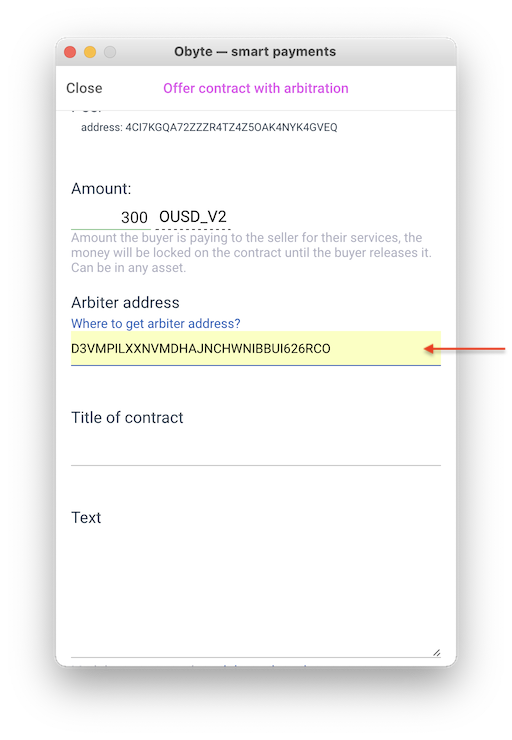 Obyte — smart payments
Close
Offer contract with arbitration
address: 4CI7KGQA72ZZZR4TZ4Z5OAK4NYK4GVEQ
Amount:
300 OUSD_V2
Amount the buyer is paying to the seller for their services, the
money will be locked on the contract until the buyer releases it.
Can be in any asset.
Arbiter address
Where to get arbiter address?
D3VMPILXXNVMDHAJNCHWNIBBUI626RCO
Title of contract
Text